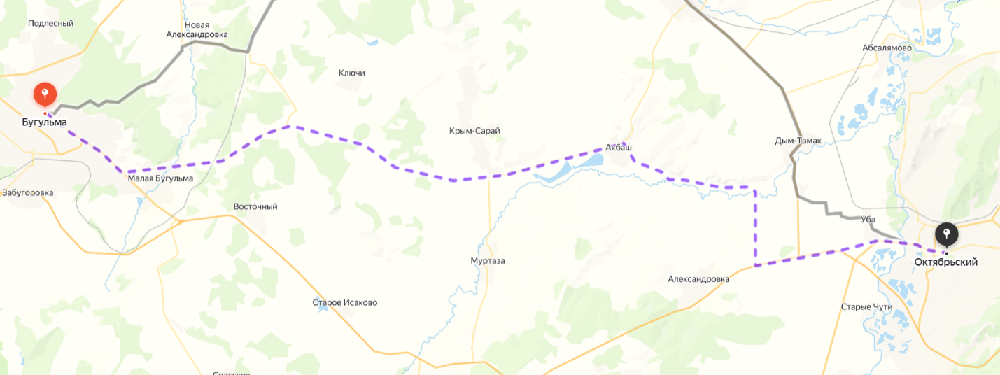 Подлесный
Новая
Александровка
Абсалямово
Ключи
Бугульма
Крым-Сарай
Дым-Тамак
Акбаш
Малая Бугульма
Забугоровка
Восточный
Уба
Муртаза
Октябрьский
Александровка
Старое Исаково
Старые Чути
Спасское